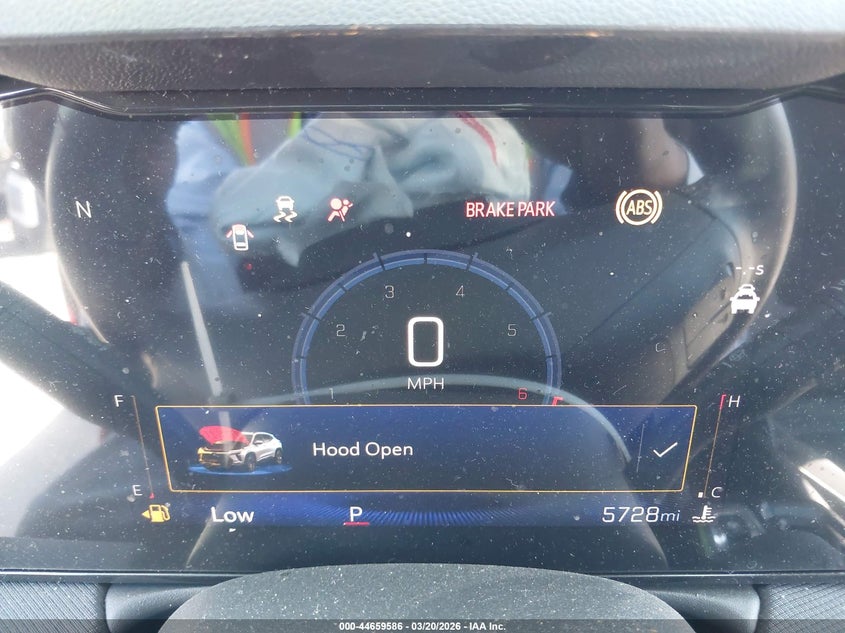 N
BRAKE PARK
ABS
-.-s
3
4
2
5
0
MPH
1
6
F
H
Hood Open
E
C
Low
P
5728mi
000-44659586 - 03/20/2026 - IAA Inc.